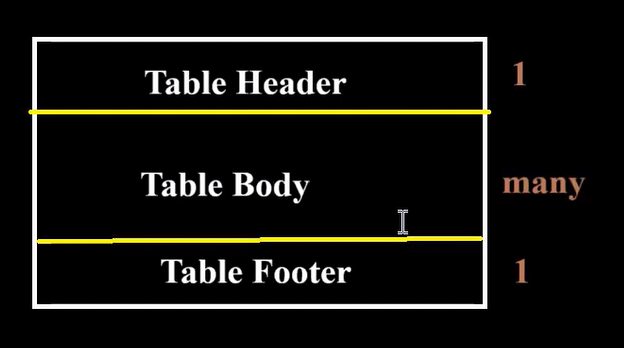 Table Header 1
Table Body many
Table Footer 1